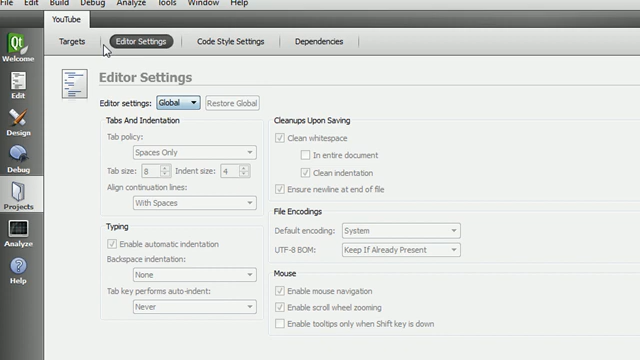 File Edit Build Debug Analyze Tools Window Help
YouTube
Targets Editor Settings Code Style Settings Dependencies
Qt
Welcome
Edit
Design
Debug
Projects
Analyze
Help
Editor Settings
Editor settings: Global Restore Global
Tabs And Indentation
Tab policy:
Spaces Only
Tab size: 8 Indent size: 4
Align continuation lines:
With Spaces
Typing
Enable automatic indentation
Backspace indentation:
None
Tab key performs auto-indent:
Never
Cleanups Upon Saving
Clean whitespace
In entire document
Clean indentation
Ensure newline at end of file
File Encodings
Default encoding: System
UTF-8 BOM: Keep If Already Present
Mouse
Enable mouse navigation
Enable scroll wheel zooming
Enable tooltips only when Shift key is down